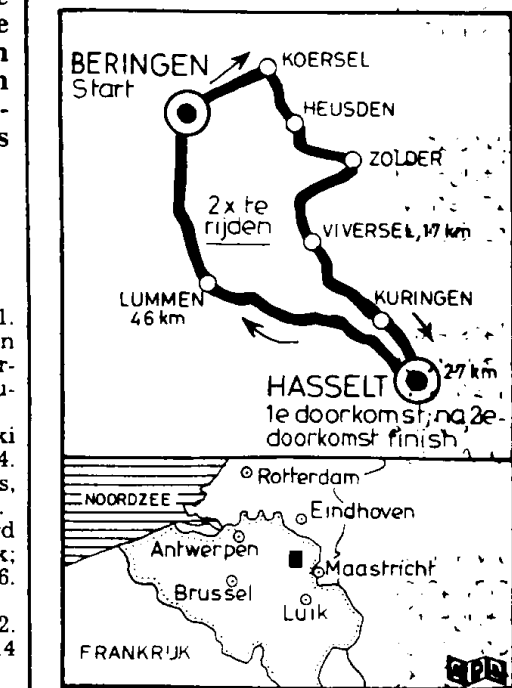 BERINGEN
Start
KOERSEL
HEUSDEN
ZOLDER
2x te
rijden
VIVERSEL, 17 km
LUMMEN
46 km
KURINGEN
27 km
HASSELT
1e doorkomst, na 2e
doorkomst finish
NOORDZEE
Rotterdam
Eindhoven
Antwerpen
Maastricht
Brussel
Luik
FRANKRIJK
GPD